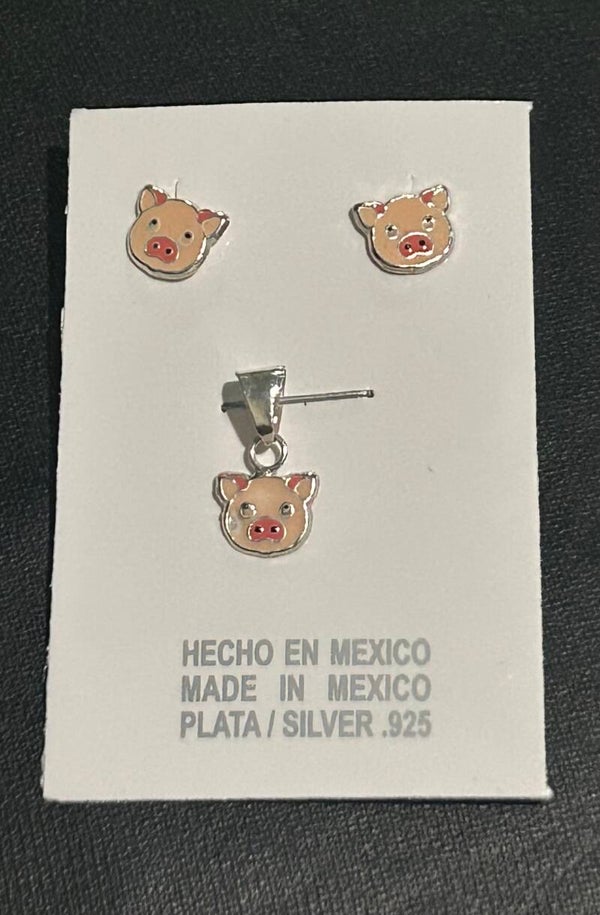 HECHO EN MEXICO
MADE IN MEXICO
PLATA / SILVER .925